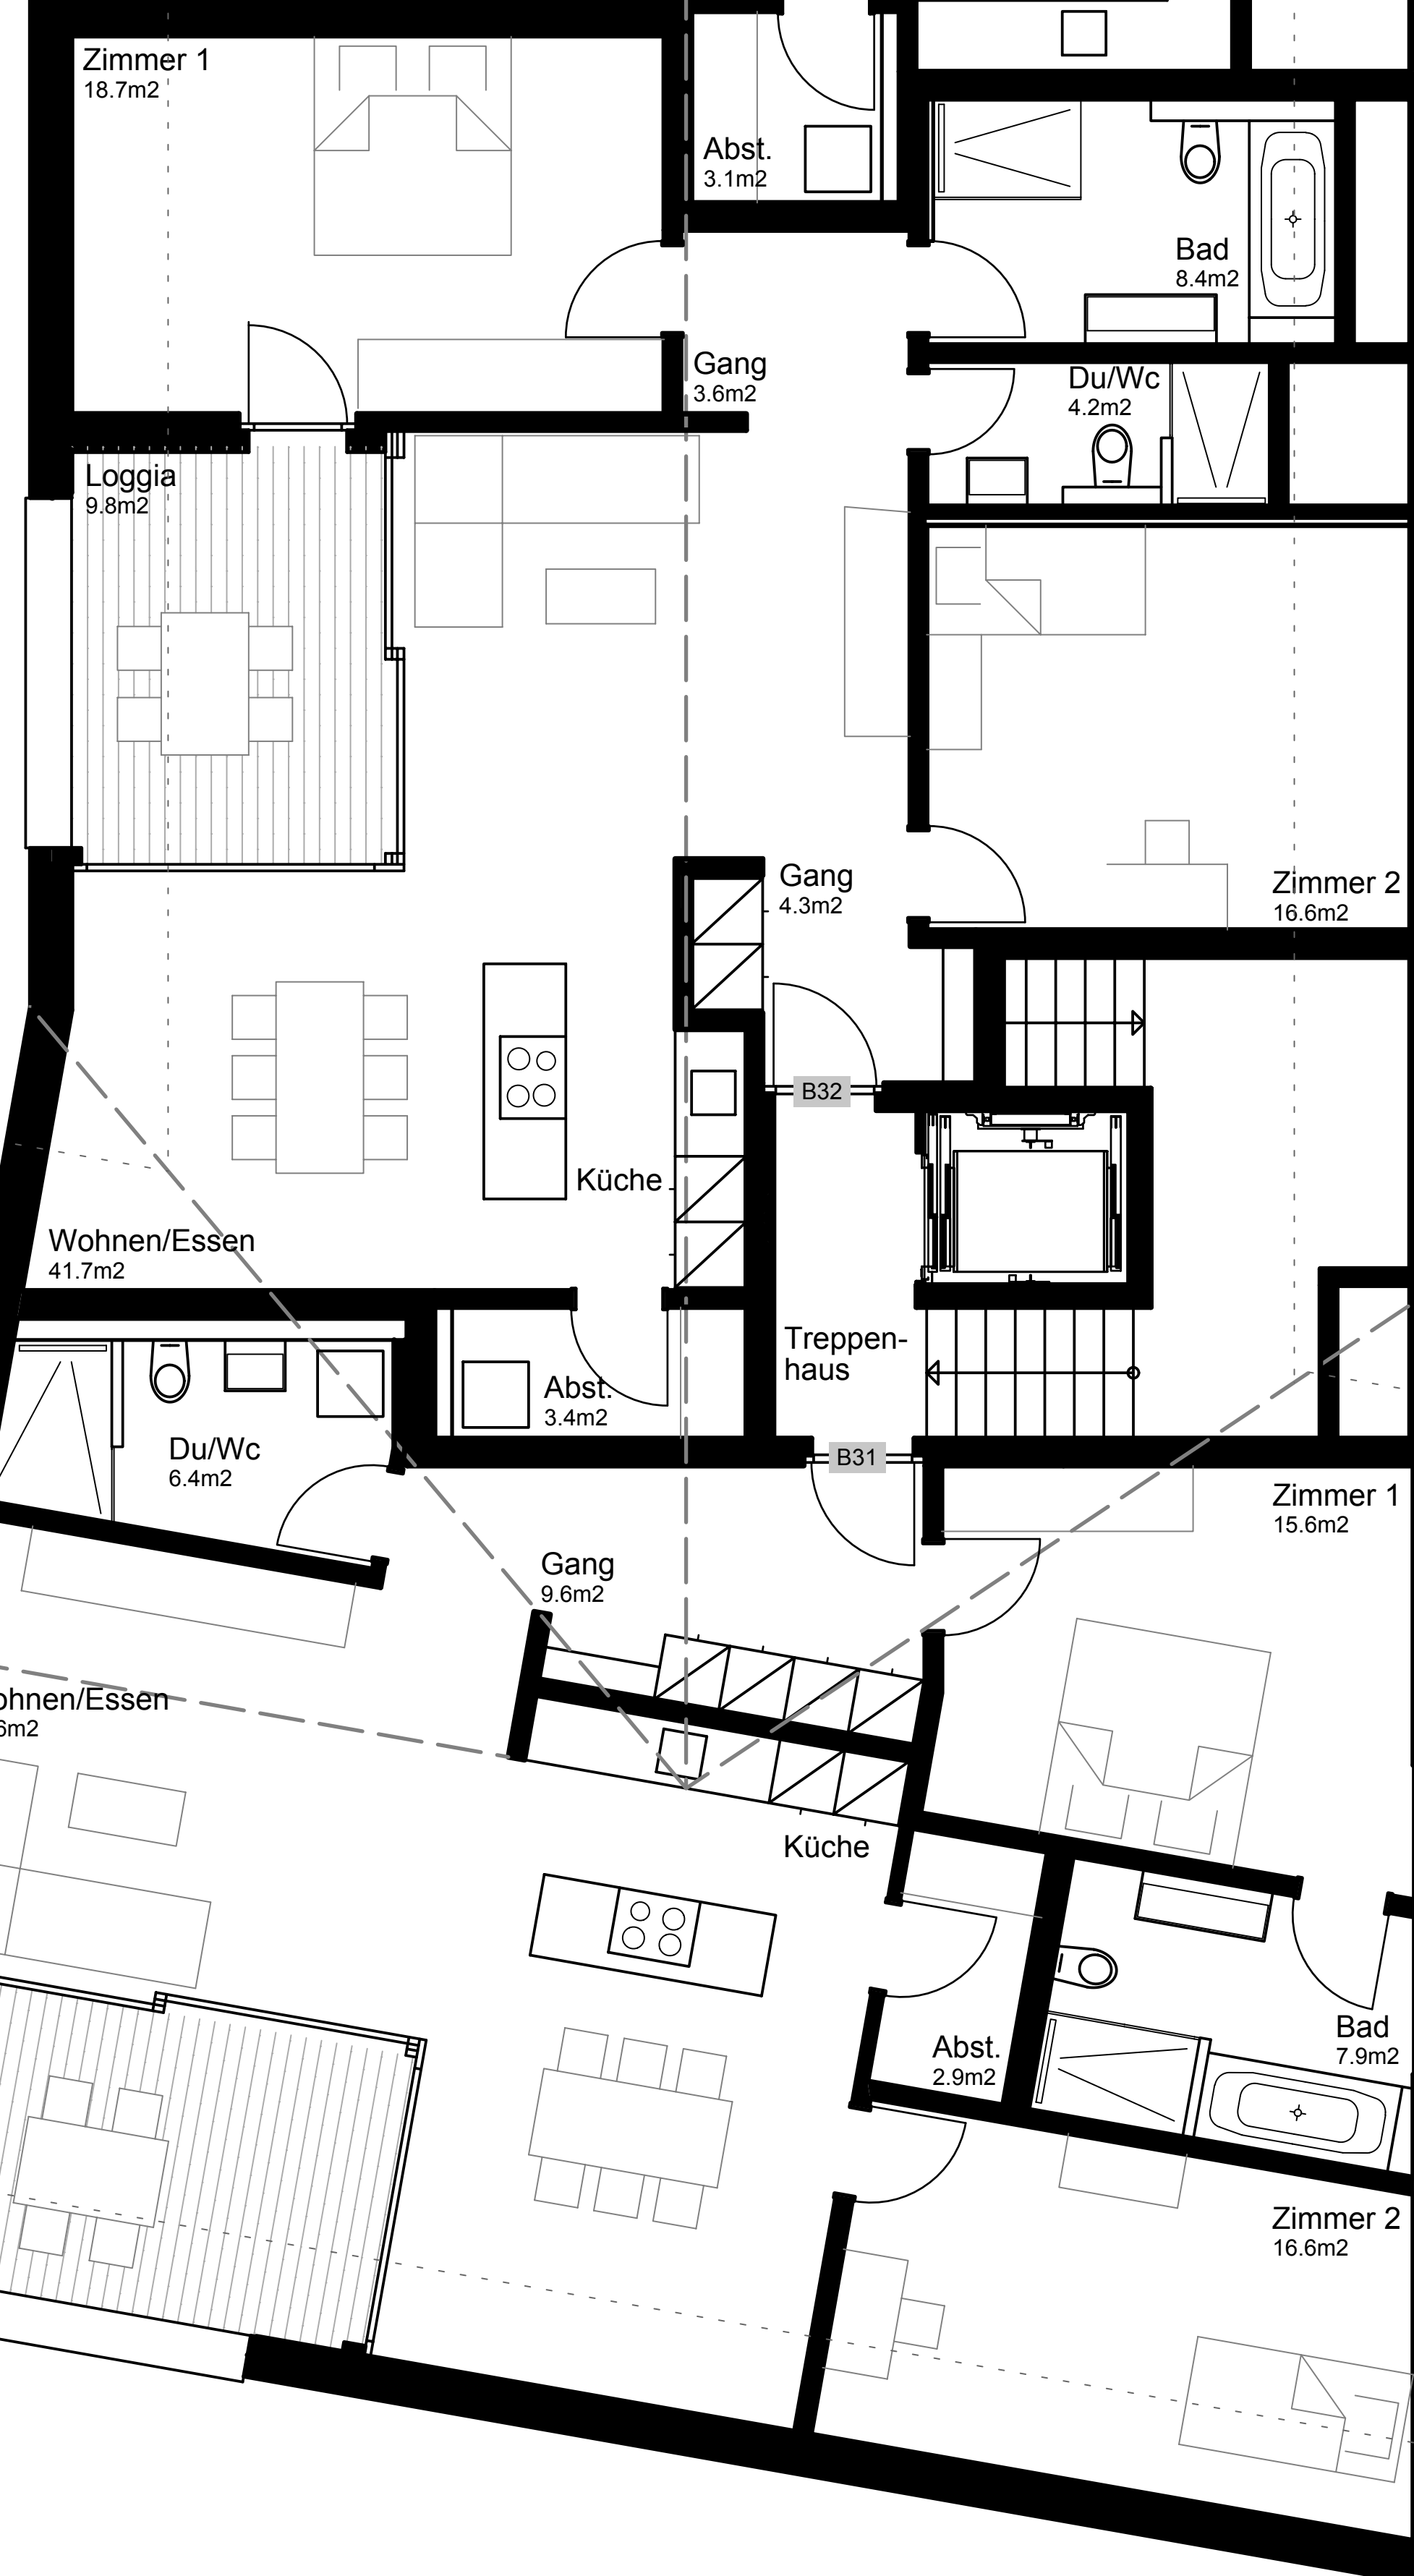 Zimmer 1
18.7m2
Abst.
3.1m2
Bad
8.4m2
Gang
3.6m2
Du/Wc
4.2m2
Loggia
9.8m2
Gang
4.3m2
Zimmer 2
16.6m2
B32
Küche
Wohnen/Essen
41.7m2
Treppen-
haus
Abst.
3.4m2
Du/Wc
6.4m2
B31
Zimmer 1
15.6m2
Gang
9.6m2
ohnen/Essen
6m2
Küche
Bad
7.9m2
Abst.
2.9m2
Zimmer 2
16.6m2